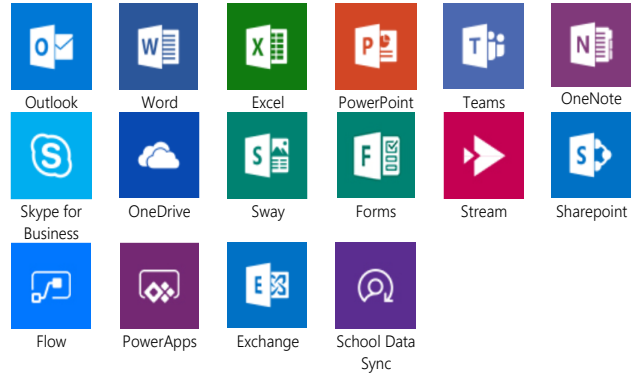 O W X P T N
Outlook Word Excel PowerPoint Teams OneNote
S S F S
Skype for Business OneDrive Sway Forms Stream Sharepoint
E
Flow PowerApps Exchange School Data Sync